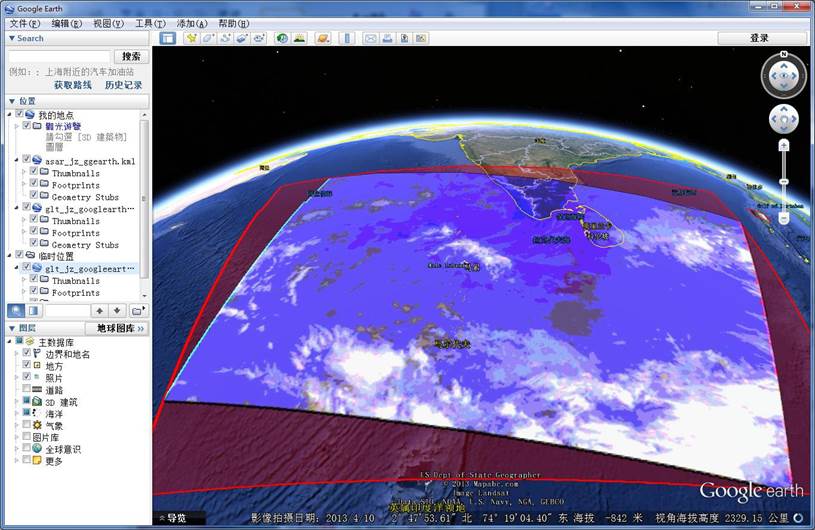 Google Earth
文件(F) 编辑(E) 视图(V) 工具(T) 添加(A) 帮助(H)
登录
▼ Search
搜索
例如:: 上海附近的汽车加油站
获取路线 历史记录
▼ 位置
我的地点
觀光遊覽
請勾選 [3D 建築物]
圖層
asar_jz_ggearth.kml
Thumbnails
Footprints
Geometry Stubs
glt_jz_googlearth···
Thumbnails
Footprints
Geometry Stubs
临时位置
glt_jz_googleeart···
Thumbnails
Footprints
▼ 图层
地球图库 »
主数据库
边界和地名
地方
照片
道路
3D 建筑
海洋
气象
图片库
全球意识
更多
N
马尔代夫
US Dept of State Geographer
© 2013 Mapabc.com
Image Landsat
Data SIO, NOAA, U.S. Navy, NGA, GEBCO
英属印度洋领地
Google earth
导览
影像拍摄日期: 2013/4/10 2°47'53.61" 北 74°19'04.40" 东 海拔 -842 米 视角海拔高度 2329.15 公里